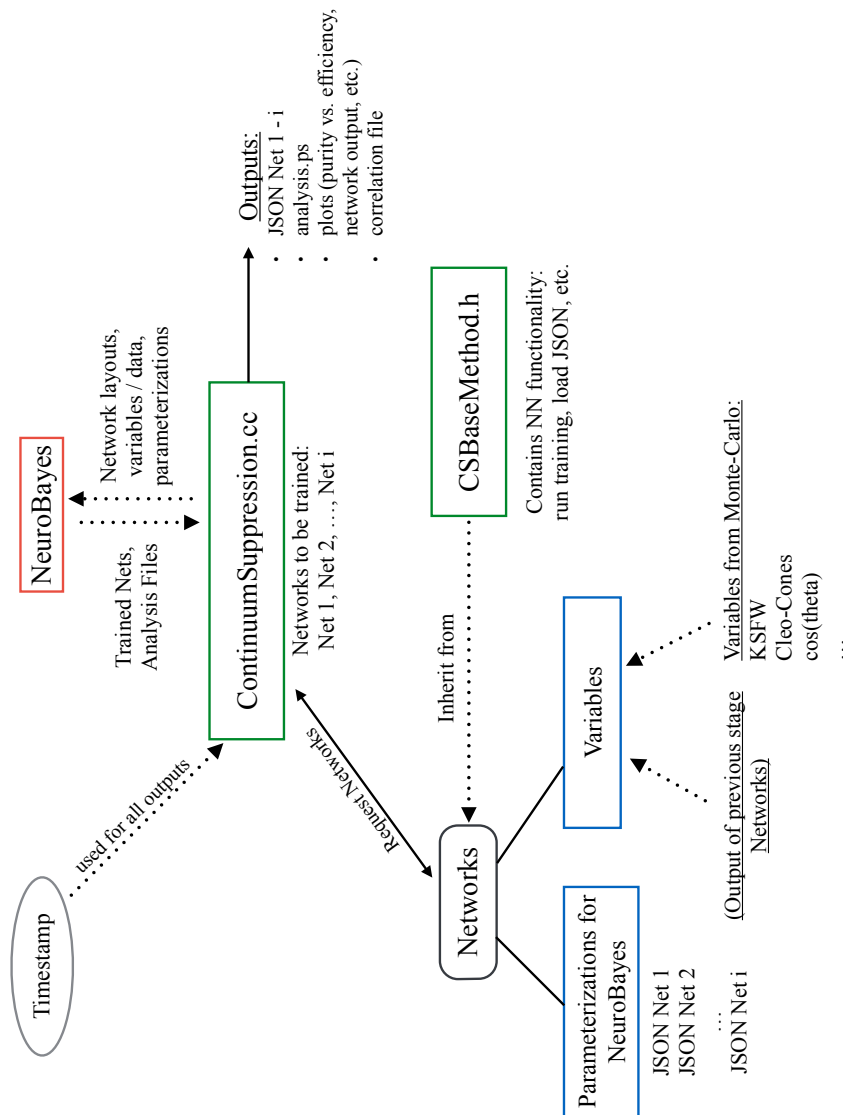 Timestamp
used for all outputs
NeuroBayes
Trained Nets,
Analysis Files
Network layouts,
variables / data,
parameterizations
ContinuumSuppression.cc
Networks to be trained:
Net 1, Net 2, …, Net i
Outputs:
· JSON Net 1 - i
· analysis.ps
· plots (purity vs. efficiency,
network output, etc.)
· correlation file
Request Networks
Networks
Inherit from
CSBaseMethod.h
Contains NN functionality:
run training, load JSON, etc.
Parameterizations for
NeuroBayes
JSON Net 1
JSON Net 2
…
JSON Net i
Variables
(Output of previous stage
Networks)
Variables from Monte-Carlo:
KSFW
Cleo-Cones
cos(theta)
…